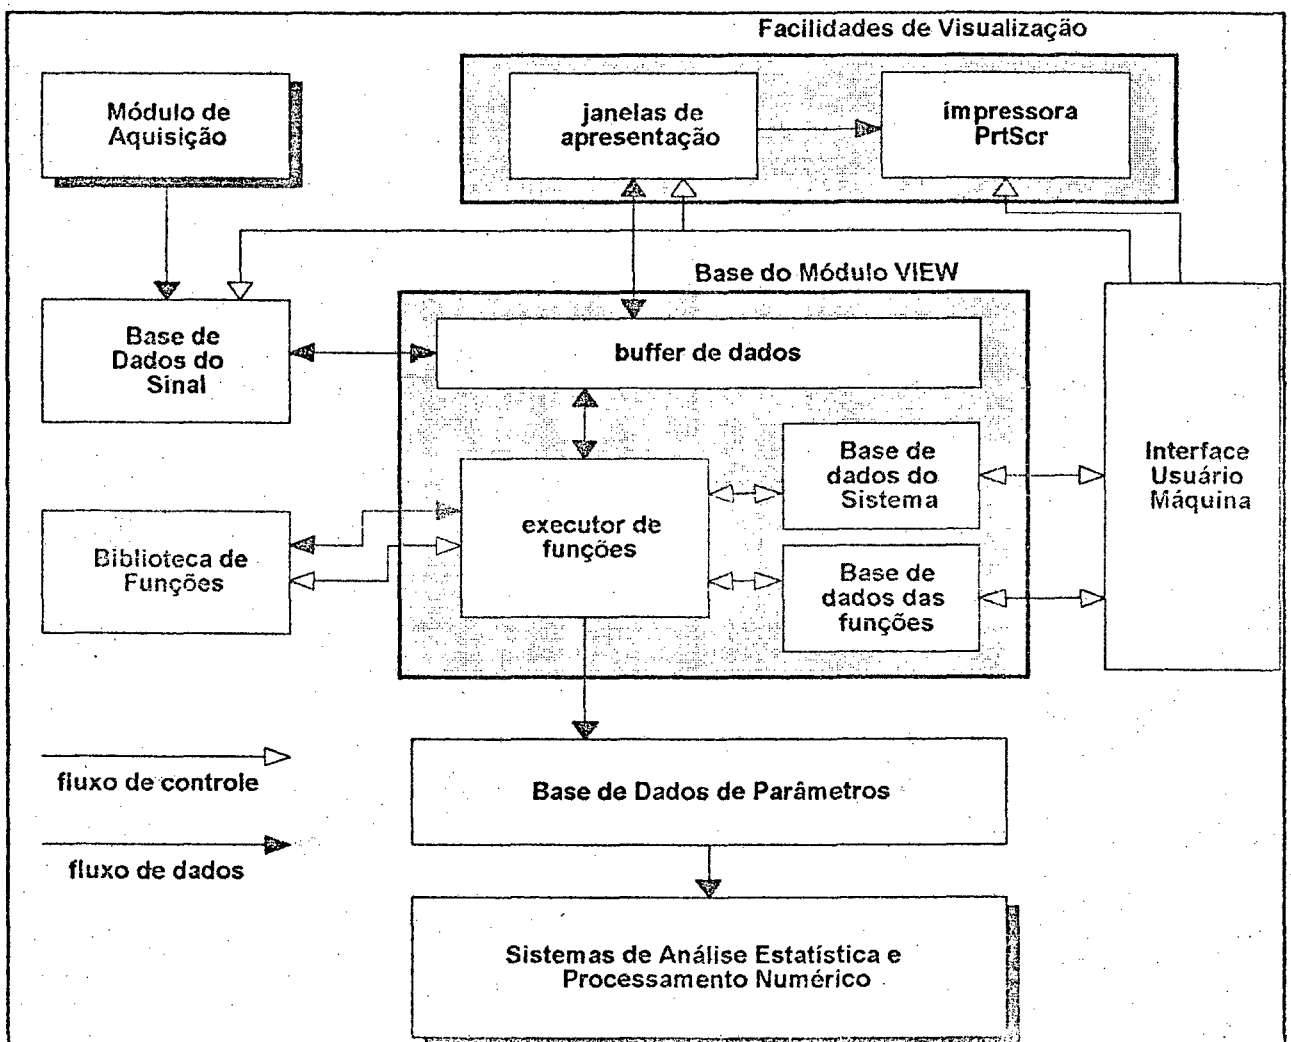 Facilidades de Visualização
Módulo de
Aquisição
janelas de
apresentação
impressora
PrtScr
Base do Módulo VIEW
Base de
Dados do
Sinal
buffer de dados
Base de
dados do
Sistema
Interface
Usuário
Máquina
executor de
funções
Biblioteca de
Funções
Base de
dados das
funções
fluxo de controle
Base de Dados de Parâmetros
fluxo de dados
Sistemas de Análise Estatística e
Processamento Numérico